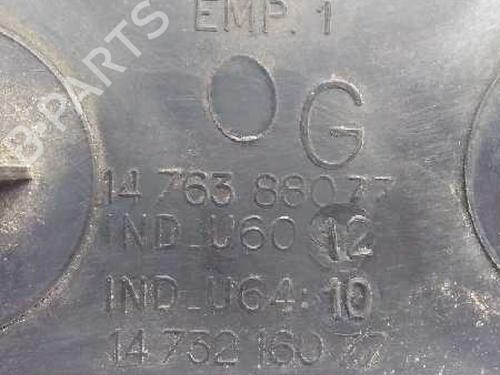 EMP. 1
B-PARTS
O G
14 763 880 77
IND_U60 12
IND_U64: 10
14 732 160 77